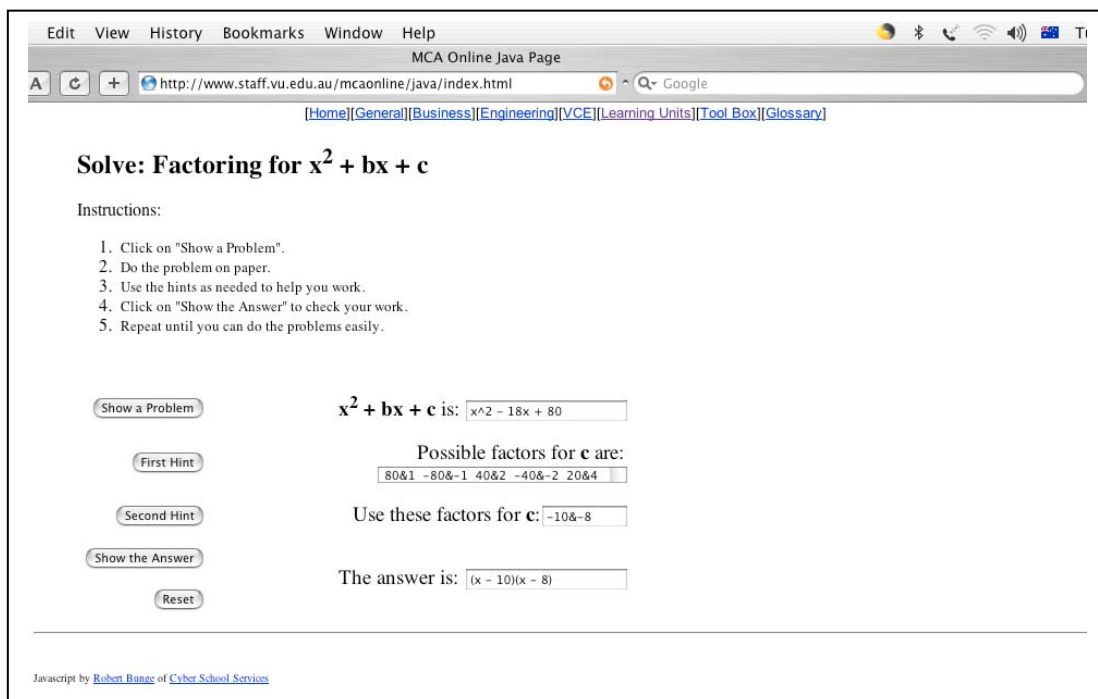 Edit View History Bookmarks Window Help
MCA Online Java Page
A + http://www.staff.vu.edu.au/mcaonline/java/index.html Google
[Home][General][Business][Engineering][VCE][Learning Units][Tool Box][Glossary]
Solve: Factoring for x² + bx + c
Instructions:
1. Click on "Show a Problem".
2. Do the problem on paper.
3. Use the hints as needed to help you work.
4. Click on "Show the Answer" to check your work.
5. Repeat until you can do the problems easily.
Show a Problem x² + bx + c is: x^2 - 18x + 80
Possible factors for c are:
First Hint 80&1 -80&-1 40&2 -40&-2 20&4
Second Hint Use these factors for c: -10&-8
Show the Answer
The answer is: (x - 10)(x - 8)
Reset
Javascript by Robert Bunge of Cyber School Services